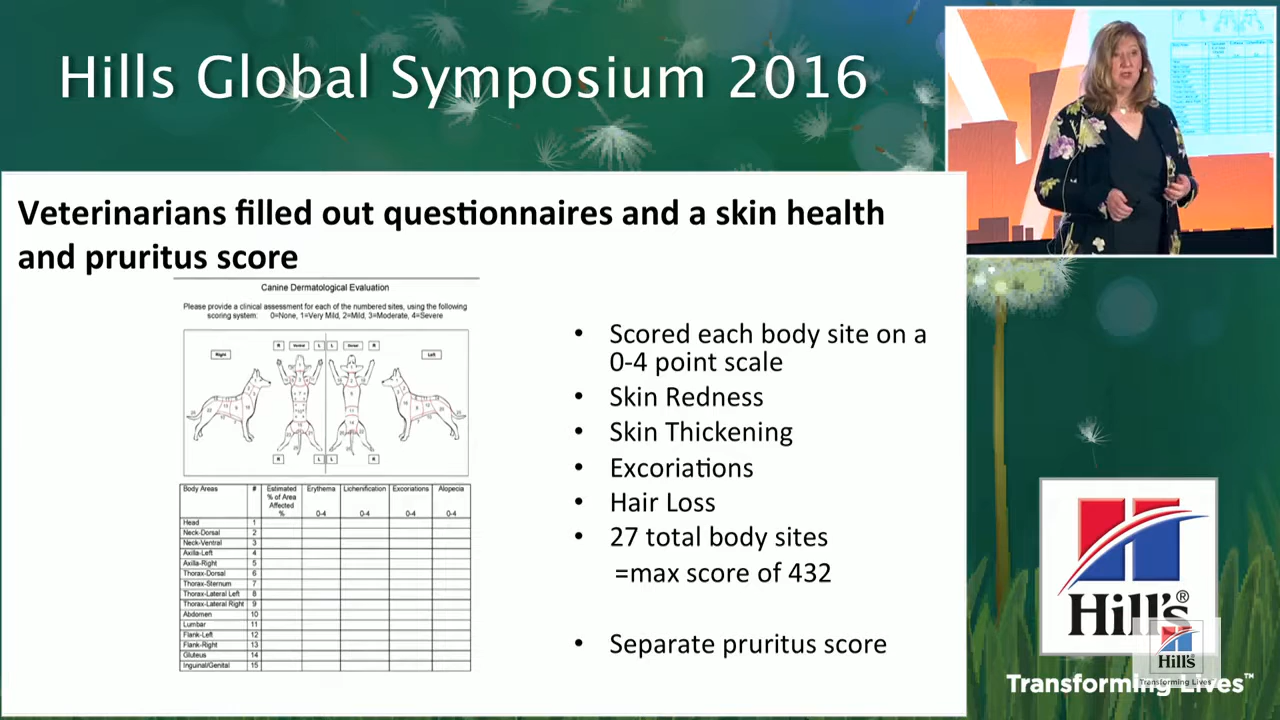 Hills Global Symposium 2016
Veterinarians filled out questionnaires and a skin health
and pruritus score
Canine Dermatological Evaluation
Please provide a clinical assessment for each of the numbered sites, using the following
scoring system: 0=None, 1=Very Mild, 2=Mild, 3=Moderate, 4=Severe
Right
R
Ventral
L
L
Dorsal
R
Left
R
L
L
R
Body Areas # Estimated % of Area Affected % Erythema 0-4 Lichenification 0-4 Excoriations 0-4 Alopecia 0-4
Head 1
Neck-Dorsal 2
Neck-Ventral 3
Axilla-Left 4
Axilla-Right 5
Thorax-Dorsal 6
Thorax-Sternum 7
Thorax-Lateral Left 8
Thorax-Lateral Right 9
Abdomen 10
Lumbar 11
Flank-Left 12
Flank-Right 13
Gluteus 14
Inguinal/Genital 15
• Scored each body site on a
0-4 point scale
• Skin Redness
• Skin Thickening
• Excoriations
• Hair Loss
• 27 total body sites
=max score of 432
• Separate pruritus score
Hill's®
Transforming Lives™
Hill's
Transforming Lives